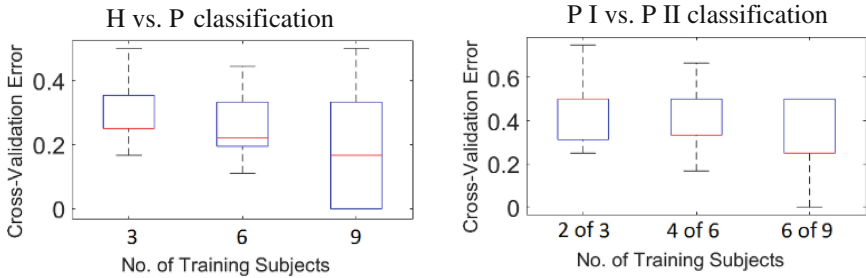 H vs. P classification
Cross-Validation Error
0.4
0.2
0
3 6 9
No. of Training Subjects
P I vs. P II classification
Cross-Validation Error
0.6
0.4
0.2
0
2 of 3 4 of 6 6 of 9
No. of Training Subjects